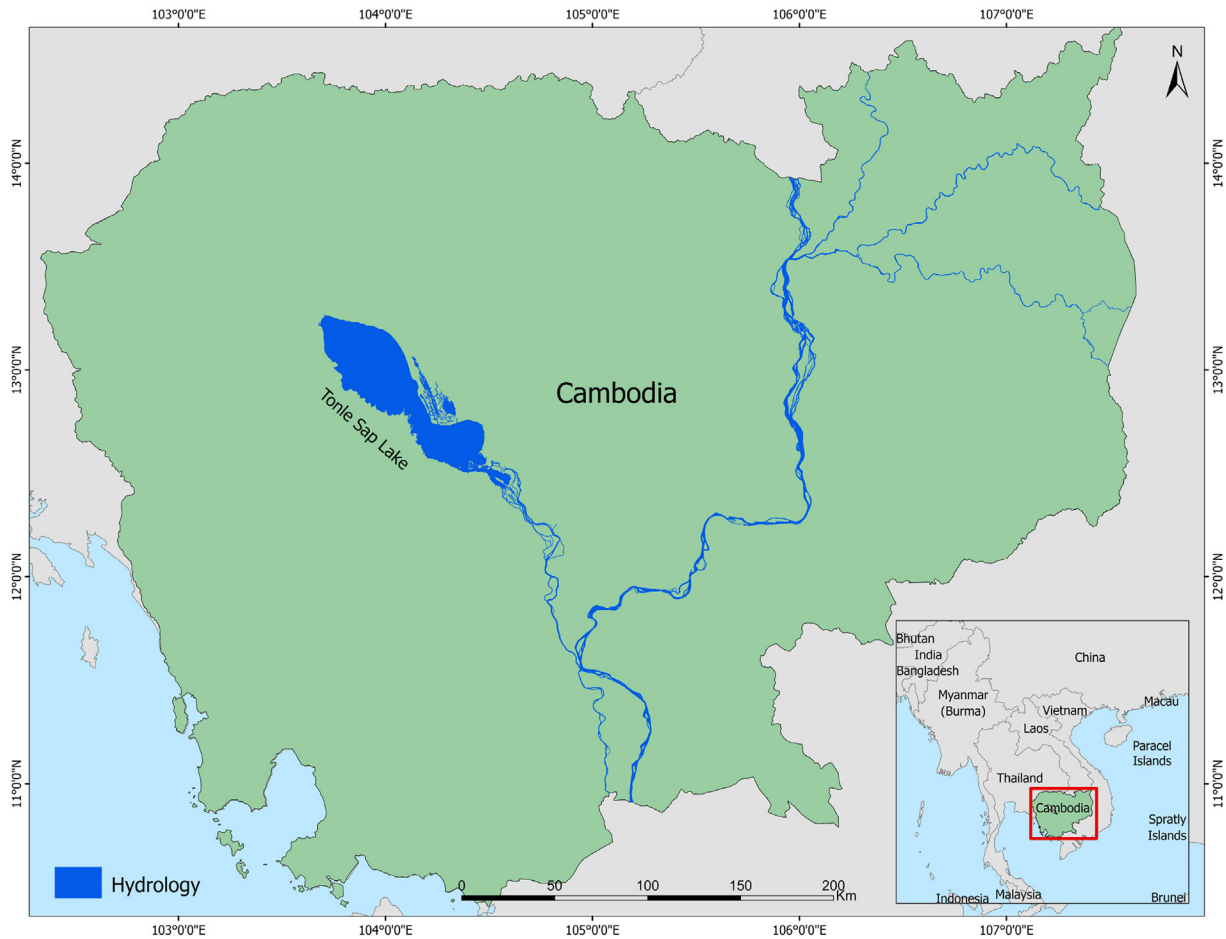 103°0'0"E
104°0'0"E
105°0'0"E
106°0'0"E
107°0'0"E
N
14°0'0"N
14°0'0"N
13°0'0"N
13°0'0"N
Cambodia
Tonle Sap Lake
12°0'0"N
12°0'0"N
11°0'0"N
11°0'0"N
Bhutan
India
China
Bangladesh
Myanmar
(Burma)
Vietnam
Macau
Laos
Paracel
Islands
Thailand
Cambodia
Spratly
Islands
Indonesia
Malaysia
Brunei
Hydrology
0
50
100
150
200
Km
103°0'0"E
104°0'0"E
105°0'0"E
106°0'0"E
107°0'0"E